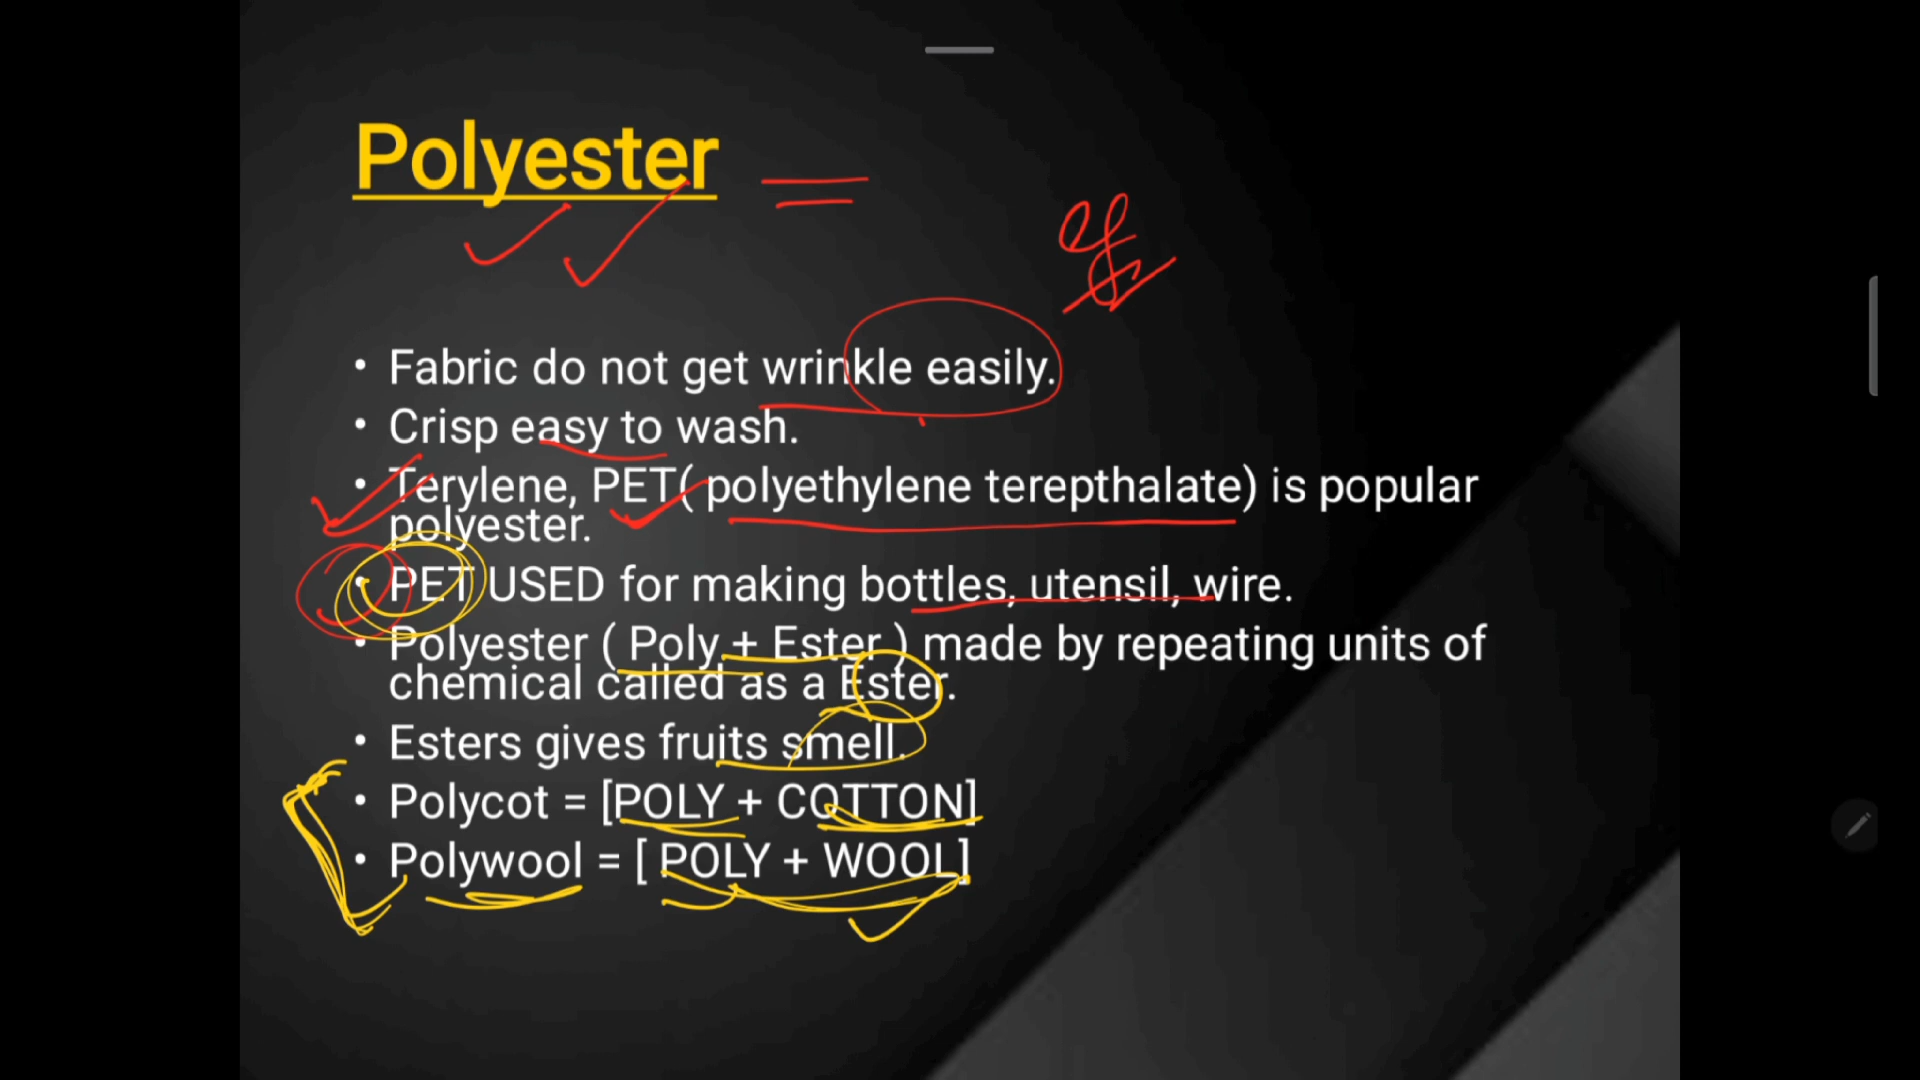 Polyester
• Fabric do not get wrinkle easily.
• Crisp easy to wash.
• Terylene, PET( polyethylene terepthalate) is popular
polyester.
• PET USED for making bottles, utensil, wire.
• Polyester ( Poly + Ester ) made by repeating units of
chemical called as a Ester.
• Esters gives fruits smell.
• Polycot = [POLY + COTTON]
• Polywool = [ POLY + WOOL]